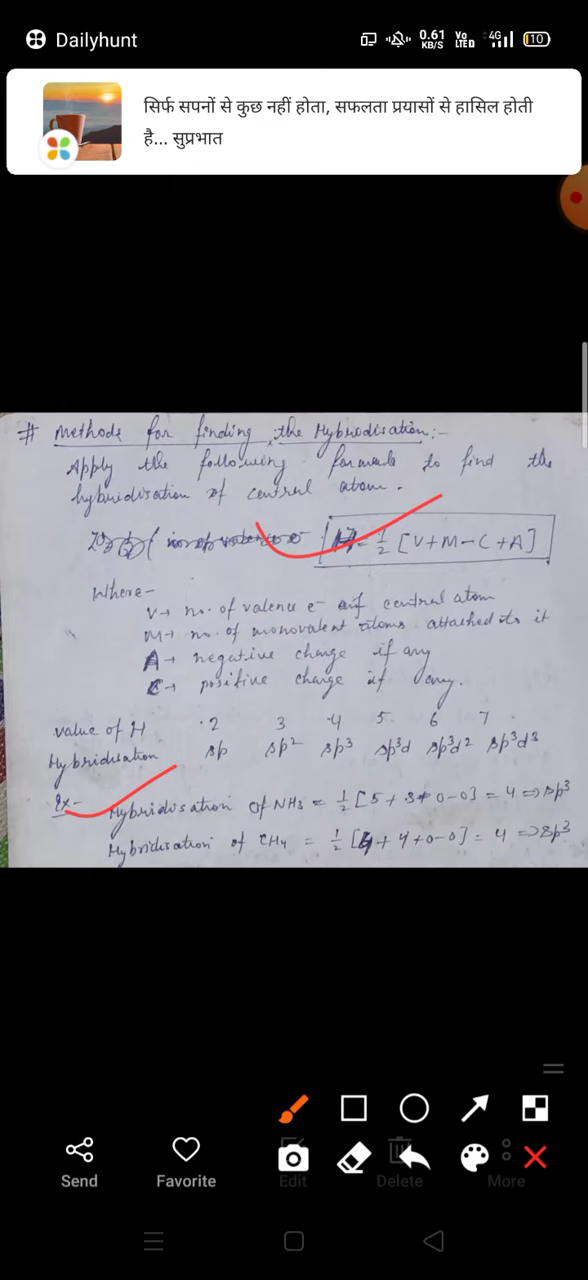 Dailyhunt
0.61 KB/S Vo LTED 4G 10
सिर्फ सपनों से कुछ नहीं होता, सफलता प्रयासों से हासिल होती
है... सुप्रभात
# Methods for finding the Hybridisation:-
Apply the following formula to find the
hybridisation of central atom.
H = 1/2 [V+M-C+A]
Where-
V→ no. of valence e- of central atom
M→ no. of monovalent atoms attached to it
A→ negative charge if any
C→ positive charge if any.
value of H 2 3 4 5 6 7
Hybridisation sp sp² sp³ sp³d sp³d² sp³d³
Ex-
Hybridisation of NH₃ = 1/2 [5+3+0-0] = 4 => sp³
Hybridisation of CH₄ = 1/2 [4+4+0-0] = 4 => sp³
Send
Favorite
Edit
Delete
More